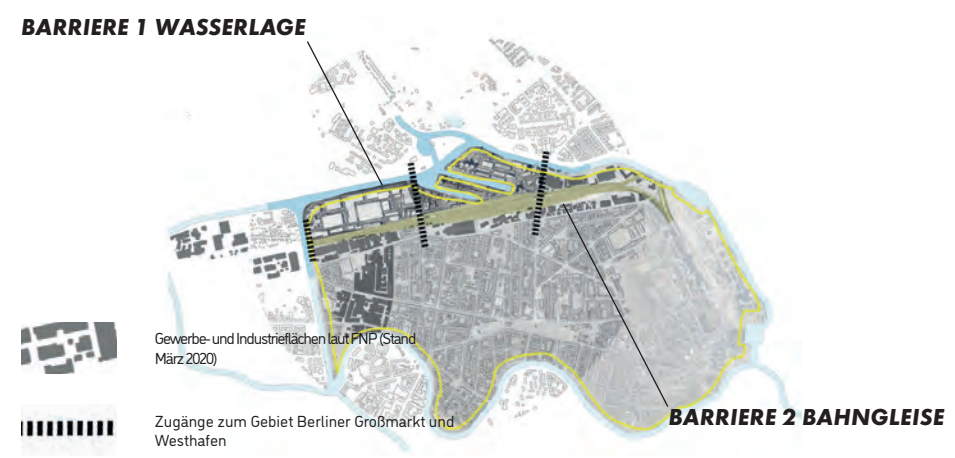 BARRIERE 1 WASSERLAGE
Gewerbe- und Industrieflächen laut FNP (Stand
März 2020)
Zugänge zum Gebiet Berliner Großmarkt und
Westhafen
BARRIERE 2 BAHNGLEISE